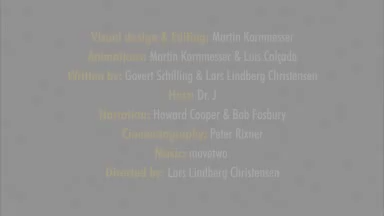 Visual design & Editing: Martin Kornmesser
Animations: Martin Kornmesser & Luis Calçada
Written by: Govert Schilling & Lars Lindberg Christensen
Host: Dr. J
Narration: Howard Cooper & Bob Fosbury
Cinematography: Peter Rixner
Music: movetwo
Directed by: Lars Lindberg Christensen